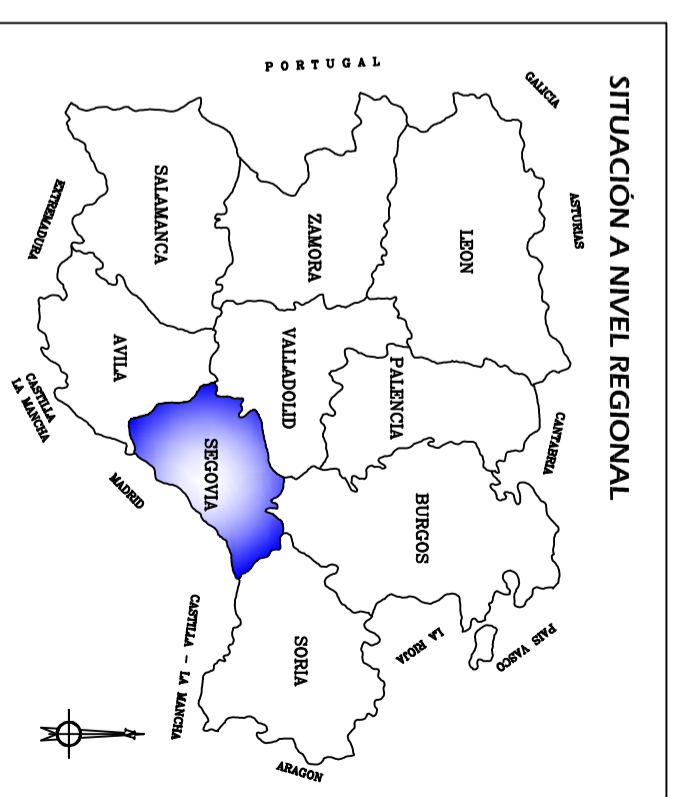 SITUACIÓN A NIVEL REGIONAL
GALICIA
ASTURIAS
CANTABRIA
PAIS VASCO
PORTUGAL
LEON
PALENCIA
BURGOS
LA RIOJA
ZAMORA
VALLADOLID
SORIA
ARAGON
SALAMANCA
SEGOVIA
CASTILLA - LA MANCHA
AVILA
MADRID
EXTREMADURA
CASTILLA
LA MANCHA
N